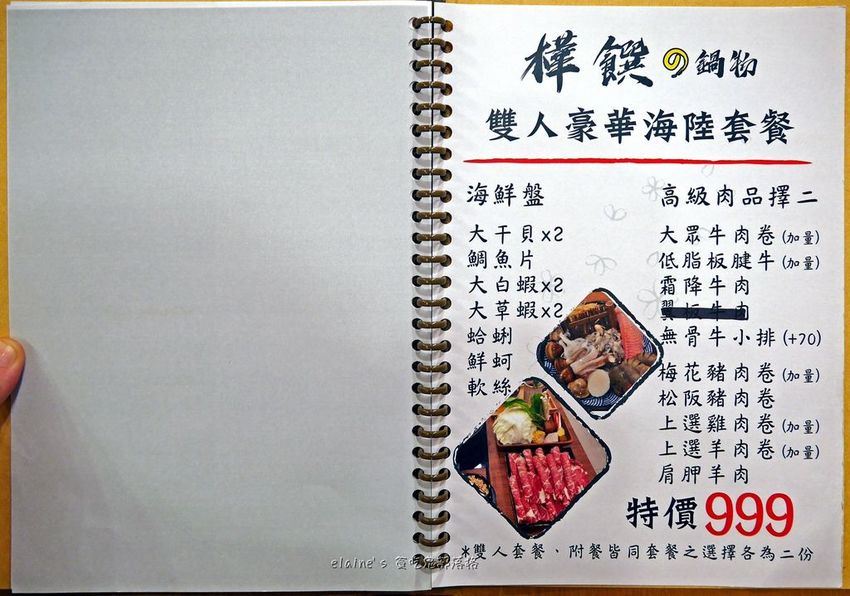 樺饌の鍋物
雙人豪華海陸套餐
海鮮盤
大干貝x2
鯛魚片
大白蝦x2
大草蝦x2
蛤蜊
鮮蚵
軟絲
高級肉品擇二
大眾牛肉卷(加量)
低脂板腱牛(加量)
霜降牛肉
翼板牛肉
無骨牛小排(+70)
梅花豬肉卷(加量)
松阪豬肉卷
上選雞肉卷(加量)
上選羊肉卷(加量)
肩胛羊肉
特價999
*雙人套餐、附餐皆同套餐之選擇各為二份
elaine's